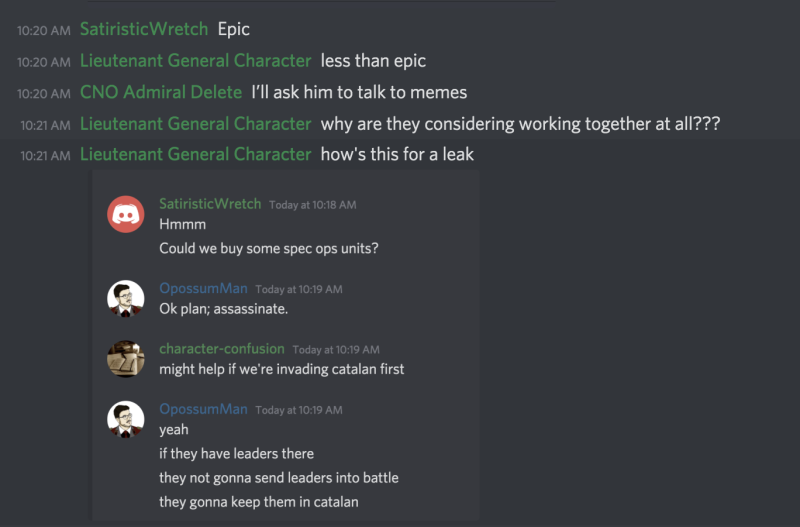 10:20 AM SatiristicWretch Epic
10:20 AM Lieutenant General Character less than epic
10:20 AM CNO Admiral Delete I'll ask him to talk to memes
10:21 AM Lieutenant General Character why are they considering working together at all???
10:21 AM Lieutenant General Character how's this for a leak
SatiristicWretch Today at 10:18 AM
Hmmm
Could we buy some spec ops units?
OpossumMan Today at 10:19 AM
Ok plan; assassinate.
character-confusion Today at 10:19 AM
might help if we're invading catalan first
OpossumMan Today at 10:19 AM
yeah
if they have leaders there
they not gonna send leaders into battle
they gonna keep them in catalan